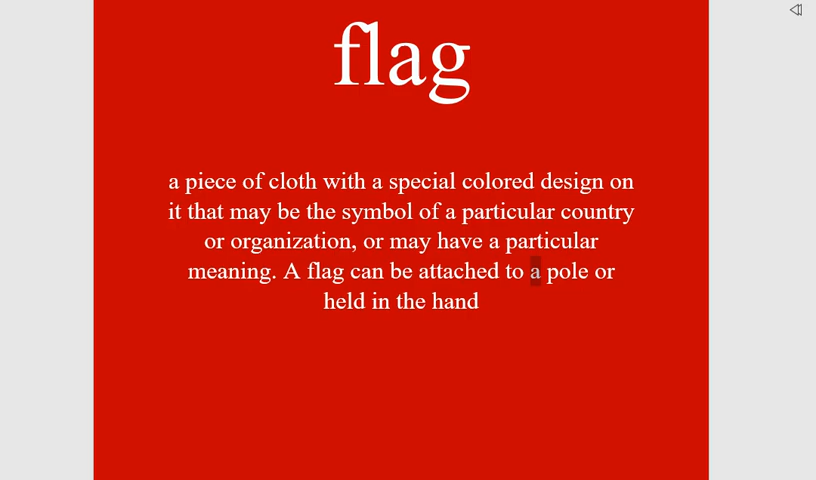 flag
a piece of cloth with a special colored design on
it that may be the symbol of a particular country
or organization, or may have a particular
meaning. A flag can be attached to a pole or
held in the hand